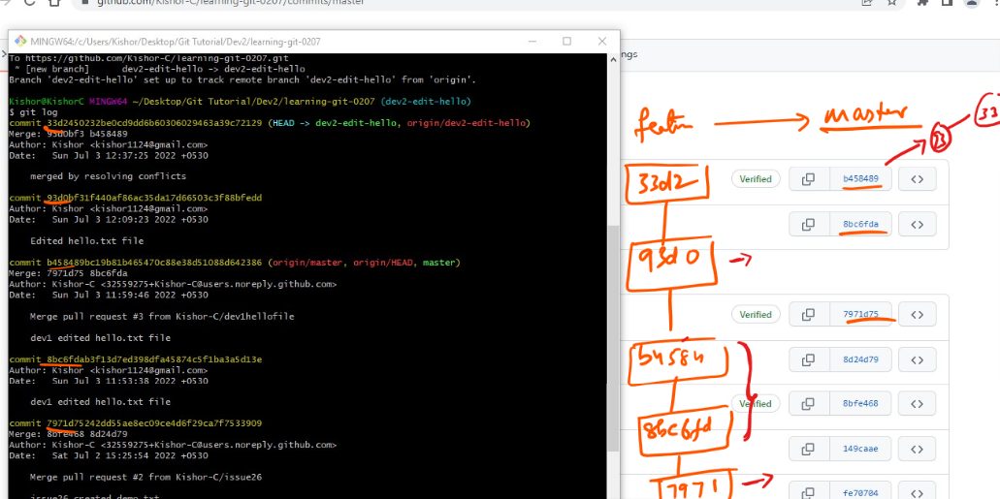 github.com/Kishor-C/learning-git-0207/commits/master
MINGW64:/c/Users/Kishor/Desktop/Git Tutorial/Dev2/learning-git-0207
To https://github.com/Kishor-C/learning-git-0207.git
* [new branch]      dev2-edit-hello -> dev2-edit-hello
Branch 'dev2-edit-hello' set up to track remote branch 'dev2-edit-hello' from 'origin'.
Kishor@KishorC MINGW64 ~/Desktop/Git Tutorial/Dev2/learning-git-0207 (dev2-edit-hello)
$ git log
commit 33d2450232be0cd9dd6b60306029463a39c72129 (HEAD -> dev2-edit-hello, origin/dev2-edit-hello)
Merge: 93d0bf3 b458489
Author: Kishor <kishor1124@gmail.com>
Date:   Sun Jul 3 12:37:25 2022 +0530
merged by resolving conflicts
commit 93d0bf31f440af86ac35da17d66503c3f88bfedd
Author: Kishor <kishor1124@gmail.com>
Date:   Sun Jul 3 12:09:23 2022 +0530
Edited hello.txt file
commit b458489bc19b81b465470c88e38d51088d642386 (origin/master, origin/HEAD, master)
Merge: 7971d75 8bc6fda
Author: Kishor-C <32559275+Kishor-C@users.noreply.github.com>
Date:   Sun Jul 3 11:59:46 2022 +0530
Merge pull request #3 from Kishor-C/dev1hellofile
dev1 edited hello.txt file
commit 8bc6fdab3f13d7ed398dfa45874c5f1ba3a5d13e
Author: Kishor <kishor1124@gmail.com>
Date:   Sun Jul 3 11:53:38 2022 +0530
dev1 edited hello.txt file
commit 7971d75242dd55ae8ec09ce4d6f29ca7f7533909
Merge: 8bfe468 8d24d79
Author: Kishor-C <32559275+Kishor-C@users.noreply.github.com>
Date:   Sat Jul 2 15:25:54 2022 +0530
Merge pull request #2 from Kishor-C/issue26
issue26 created demo.txt
ngs
master
33
33
33d2
Verified
b458489
8bc6fda
93d0
Verified
7971d75
b4584
8d24d79
Verified
8bfe468
8bc6fd
149caae
7971
fe70704